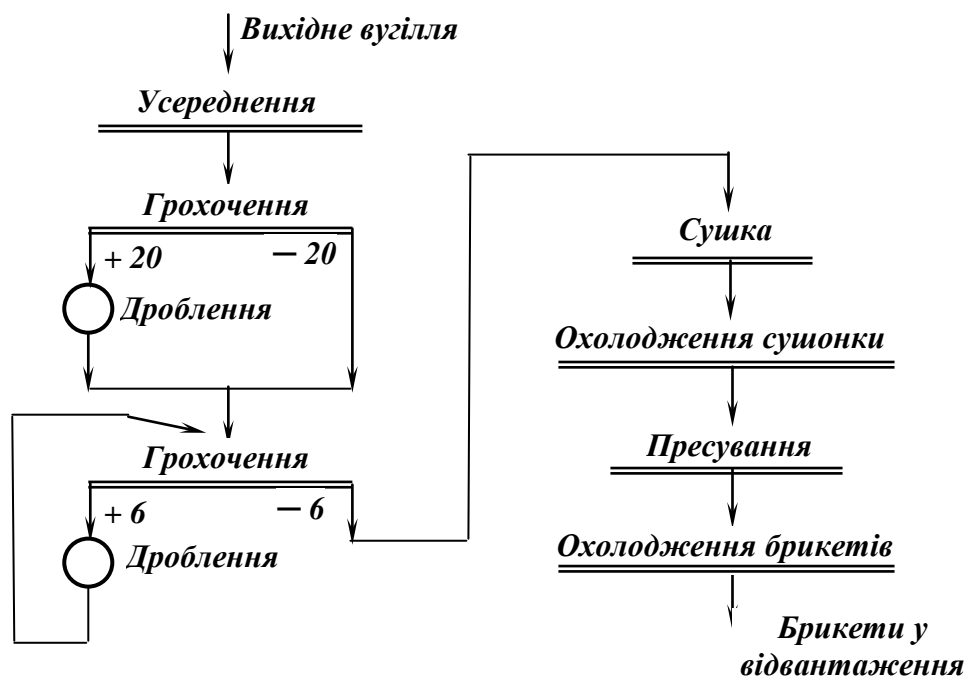 Вихідне вугілля
Усереднення
Грохочення
+ 20
− 20
Дроблення
Грохочення
+ 6
− 6
Дроблення
Сушка
Охолодження сушонки
Пресування
Охолодження брикетів
Брикети у
відвантаження